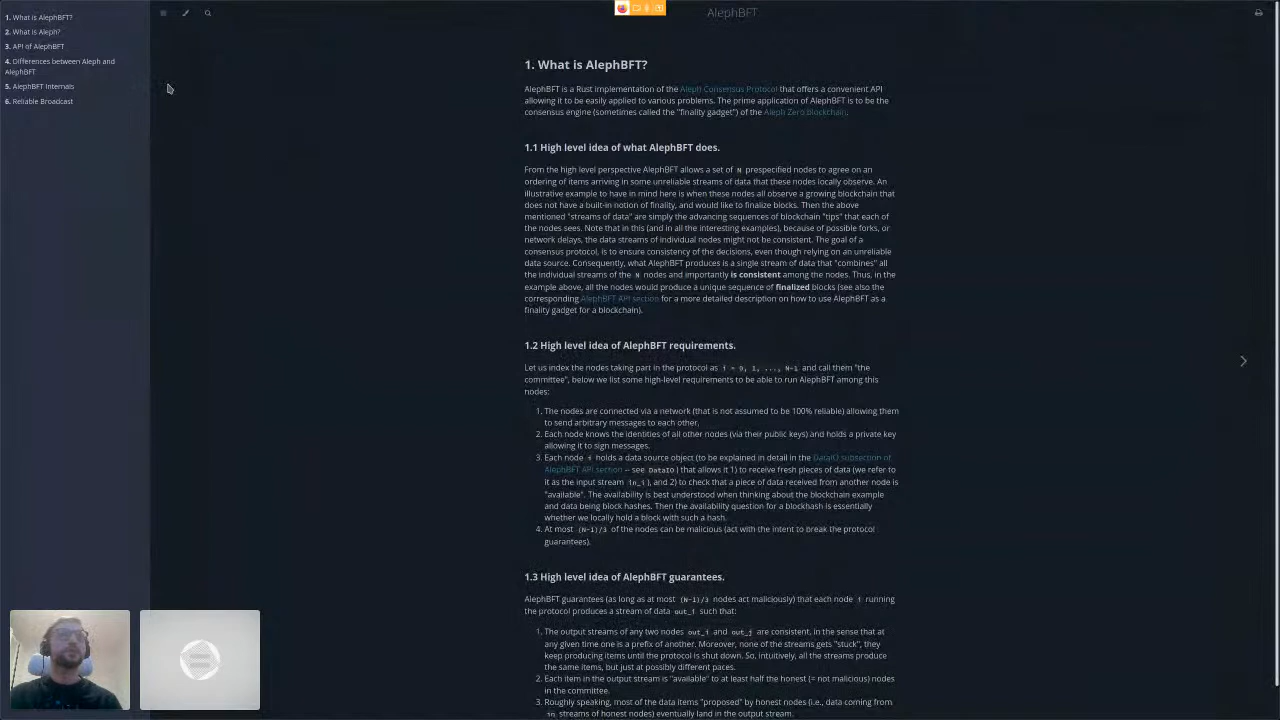 1. What is AlephBFT?
2. What is Aleph?
3. API of AlephBFT
4. Differences between Aleph and
AlephBFT
5. AlephBFT Internals
6. Reliable Broadcast
AlephBFT
1. What is AlephBFT?
AlephBFT is a Rust implementation of the Aleph Consensus Protocol that offers a convenient API
allowing it to be easily applied to various problems. The prime application of AlephBFT is to be the
consensus engine (sometimes called the "finality gadget") of the Aleph Zero blockchain.
1.1 High level idea of what AlephBFT does.
From the high level perspective AlephBFT allows a set of N prespecified nodes to agree on an
ordering of items arriving in some unreliable streams of data that these nodes locally observe. An
illustrative example to have in mind here is when these nodes all observe a growing blockchain that
does not have a built-in notion of finality, and would like to finalize blocks. Then the above
mentioned "streams of data" are simply the advancing sequences of blockchain "tips" that each of
the nodes sees. Note that in this (and in all the interesting examples), because of possible forks, or
network delays, the data streams of individual nodes might not be consistent. The goal of a
consensus protocol, is to ensure consistency of the decisions, even though relying on an unreliable
data source. Consequently, what AlephBFT produces is a single stream of data that "combines" all
the individual streams of the N nodes and importantly is consistent among the nodes. Thus, in the
example above, all the nodes would produce a unique sequence of finalized blocks (see also the
corresponding AlephBFT API section for a more detailed description on how to use AlephBFT as a
finality gadget for a blockchain).
1.2 High level idea of AlephBFT requirements.
Let us index the nodes taking part in the protocol as i = 0, 1, ..., N-1 and call them "the
committee", below we list some high-level requirements to be able to run AlephBFT among this
nodes:
1. The nodes are connected via a network (that is not assumed to be 100% reliable) allowing them
to send arbitrary messages to each other,
2. Each node knows the identities of all other nodes (via their public keys) and holds a private key
allowing it to sign messages.
3. Each node i holds a data source object (to be explained in detail in the DataIO subsection of
AlephBFT API section – see DataIO) that allows it 1) to receive fresh pieces of data (we refer to
it as the input stream in_i), and 2) to check that a piece of data received from another node is
"available". The availability is best understood when thinking about the blockchain example
and data being block hashes. Then the availability question for a blockhash is essentially
whether we locally hold a block with such a hash.
4. At most (N-1)/3 of the nodes can be malicious (act with the intent to break the protocol
guarantees).
1.3 High level idea of AlephBFT guarantees.
AlephBFT guarantees (as long as at most (N-1)/3 nodes act maliciously) that each node i running
the protocol produces a stream of data out_i such that:
1. The output streams of any two nodes out_i and out_j are consistent, in the sense that at
any given time one is a prefix of another. Moreover, none of the streams gets "stuck", they
keep producing items until the protocol is shut down. So, intuitively, all the streams produce
the same items, but just at possibly different paces.
2. Each item in the output stream is "available" to at least half the honest (= not malicious) nodes
in the committee.
3. Roughly speaking, most of the data items "proposed" by honest nodes (i.e., data coming from
in streams of honest nodes) eventually land in the output stream.